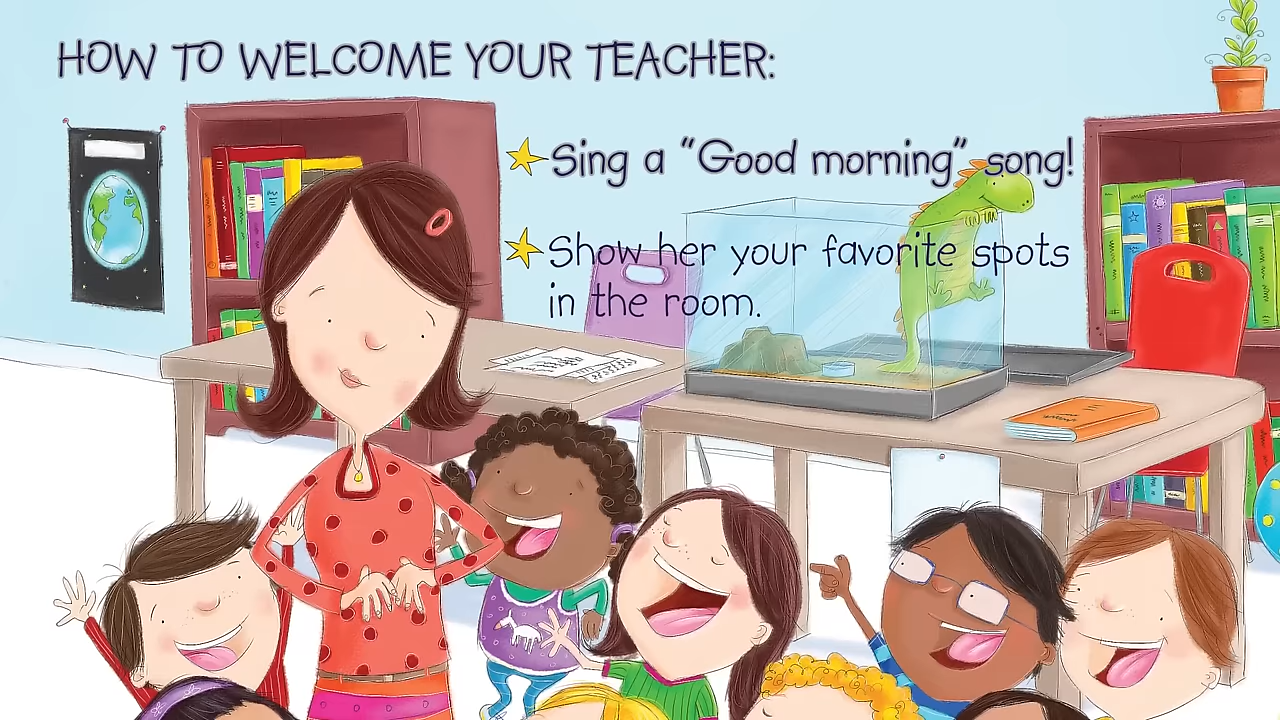 HOW TO WELCOME YOUR TEACHER:
Sing a “Good morning” song!
Show her your favorite spots
in the room.